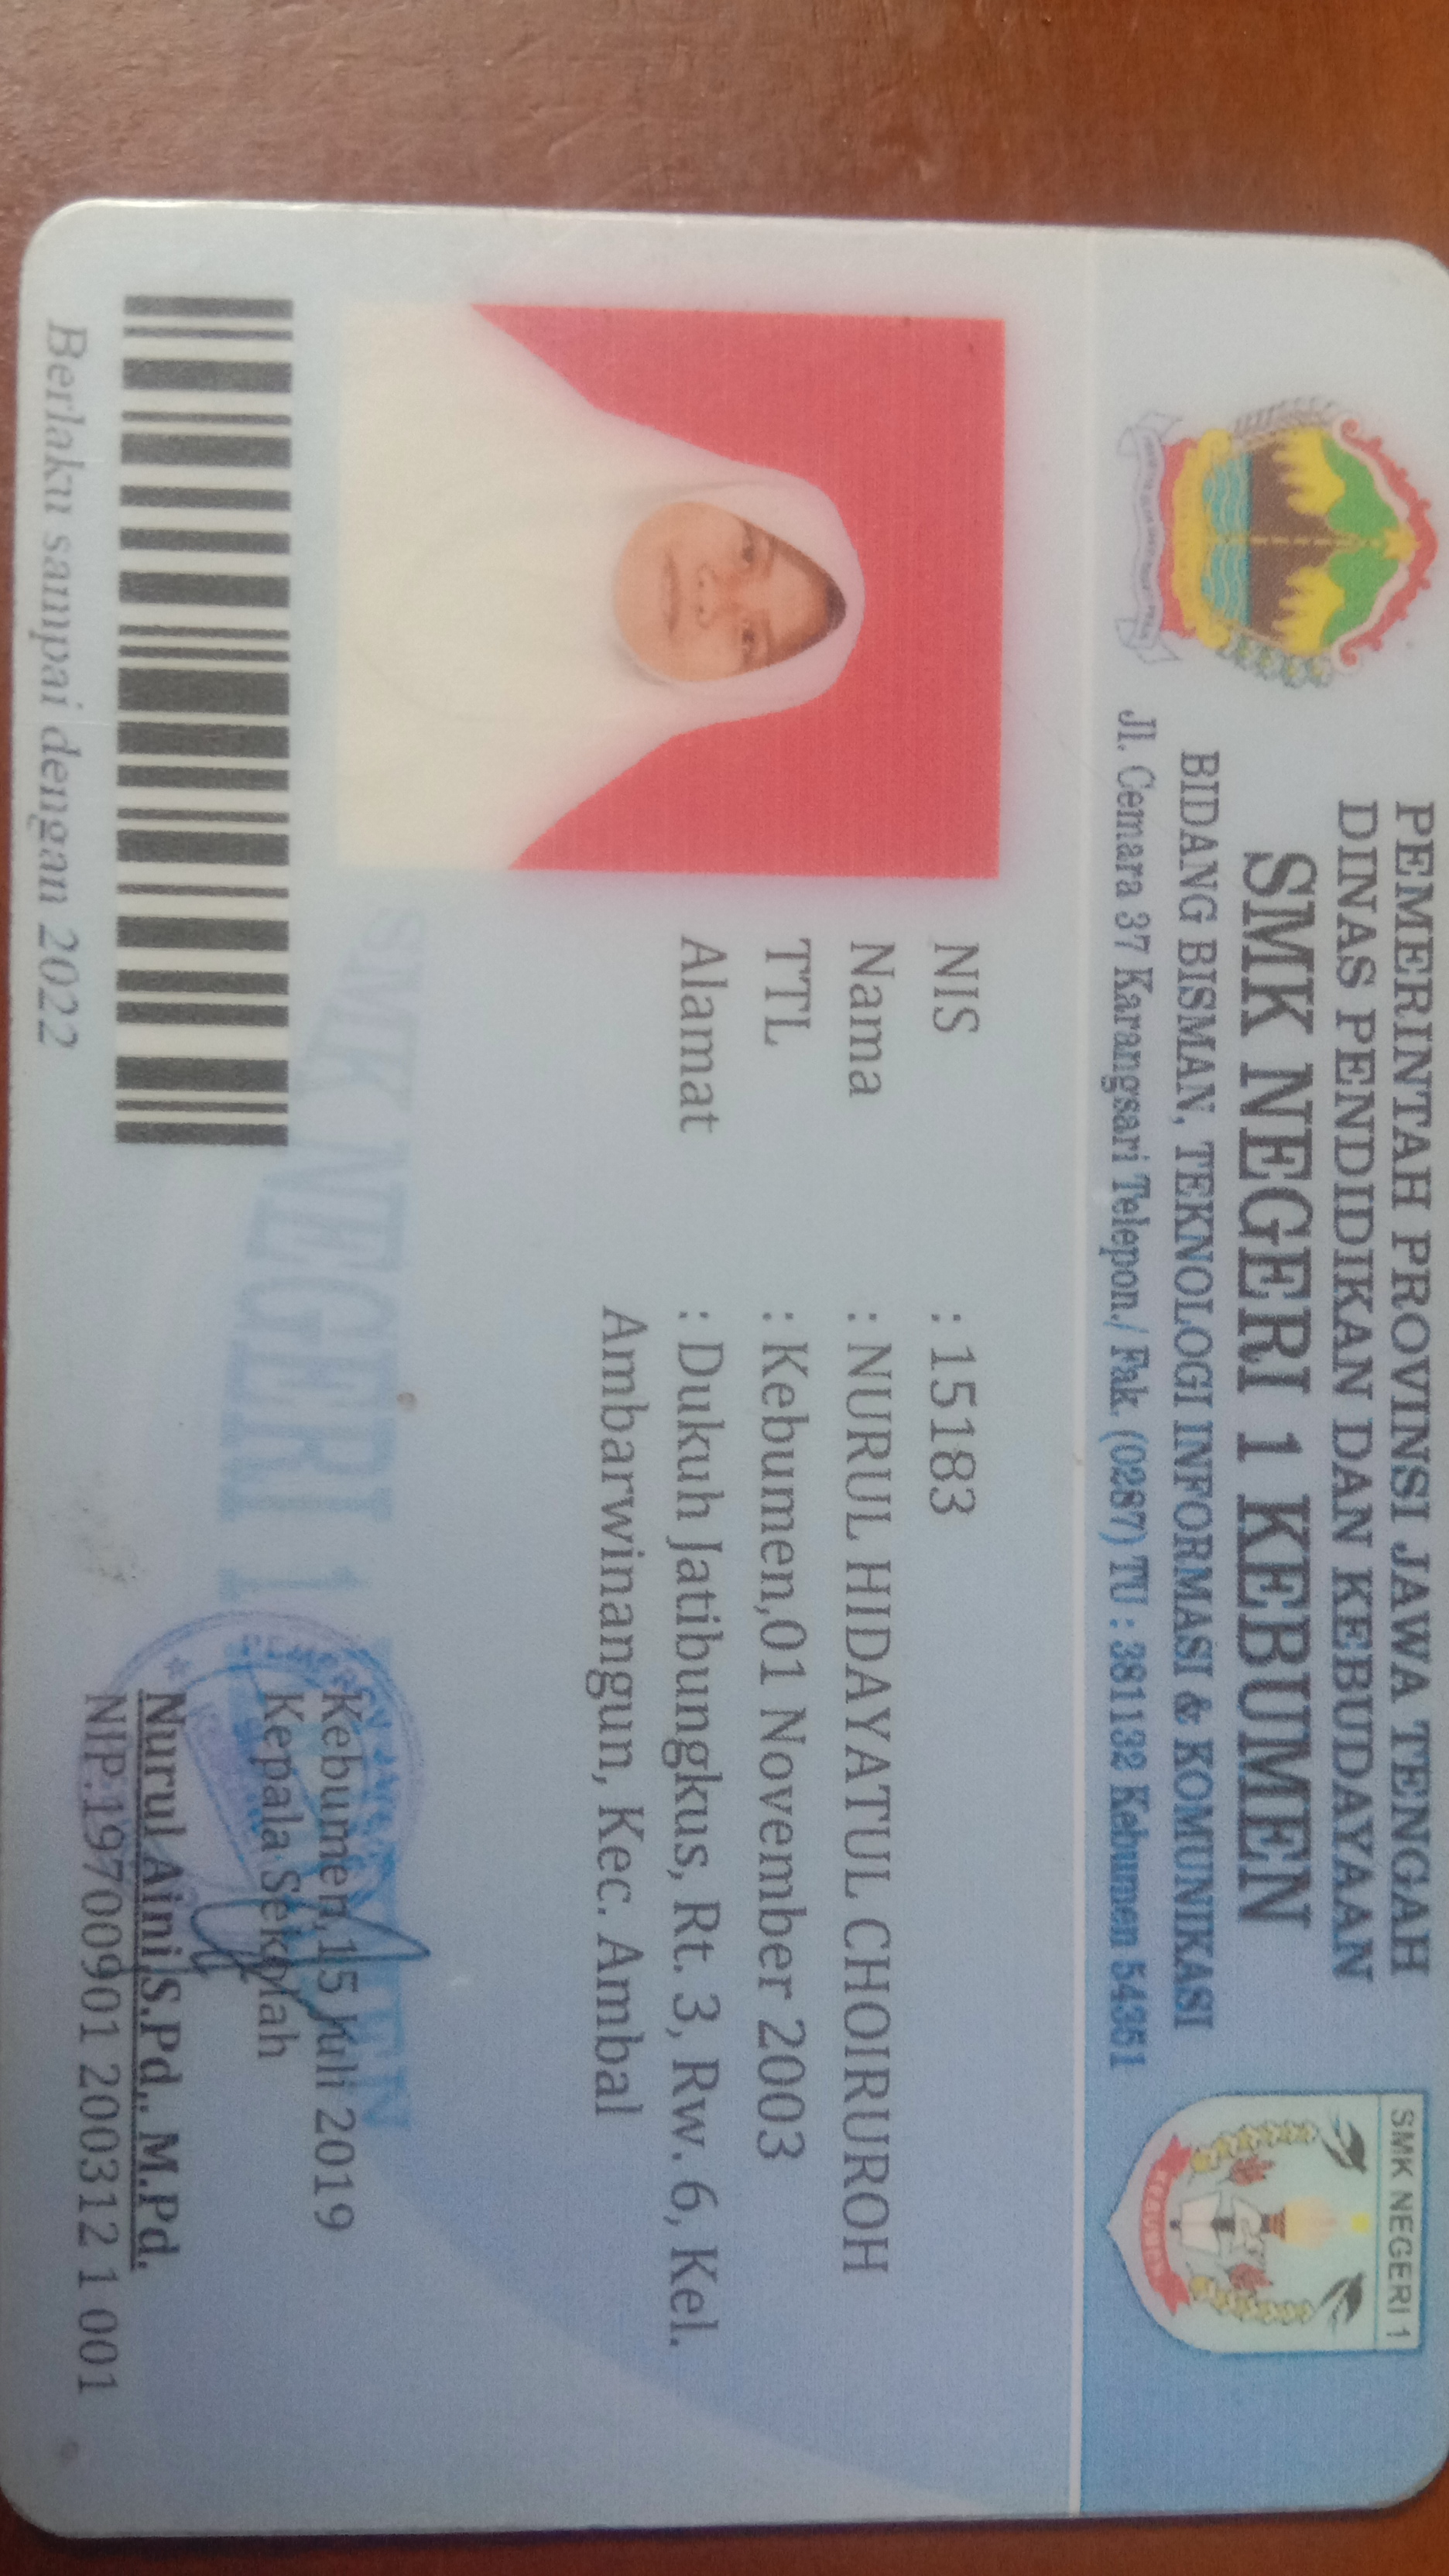 PEMERINTAH PROVINSI JAWA TENGAH
DINAS PENDIDIKAN DAN KEBUDAYAAN
SMK NEGERI 1 KEBUMEN
BIDANG BISMAN, TEKNOLOGI INFORMASI & KOMUNIKASI
Jl. Cemara 37 Karangsari Telepon./ Fak. (0287) TU : 381132 Kebumen 54351
SMK NEGERI 1
KEBUMEN
NIS : 15183
Nama : NURUL HIDAYATUL CHOIRUROH
TTL : Kebumen,01 November 2003
Alamat : Dukuh Jatibungkus, Rt. 3, Rw. 6, Kel.
Ambarwinangun, Kec. Ambal
SMK NEGERI 1 KEBUMEN
Kebumen,15 Juli 2019
Kepala Sekolah
Nurul Aini,S.Pd,. M.Pd.
NIP.19700901 200312 1 001
Berlaku sampai dengan 2022